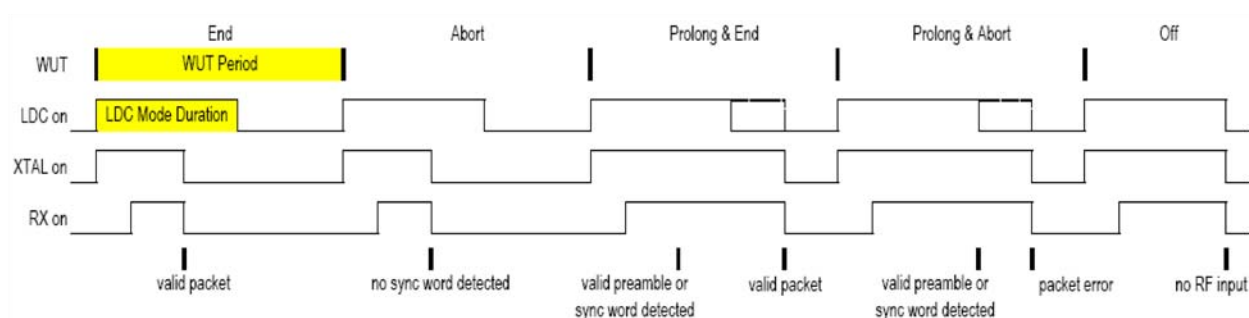 End Abort Prolong & End Prolong & Abort Off
WUT WUT Period
LDC on LDC Mode Duration
XTAL on
RX on
valid packet no sync word detected valid preamble or valid packet valid preamble or packet error no RF input
sync word detected sync word detected